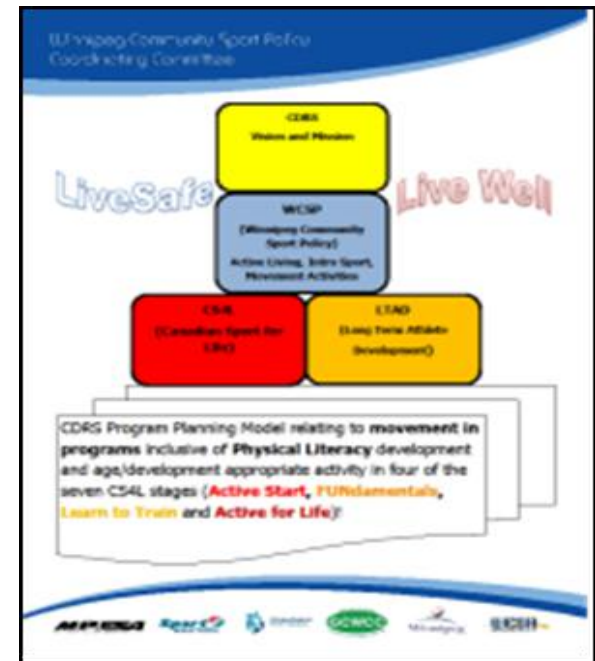 Winnipeg Community Sport Policy
Coordinating Committee
CDRS
Vision and Mission
LiveSafe
Live Well
WCSP
(Winnipeg Community
Sport Policy)
Active Living, Intro Sport,
Movement Activities
CS4L
(Canadian Sport for
Life)
LTAD
(Long Term Athlete
Development)
CDRS Program Planning Model relating to movement in
programs inclusive of Physical Literacy development
and age/development appropriate activity in four of the
seven CS4L stages (Active Start, FUNdamentals,
Learn to Train and Active for Life)!
Sport
GCWCC
Winnipeg